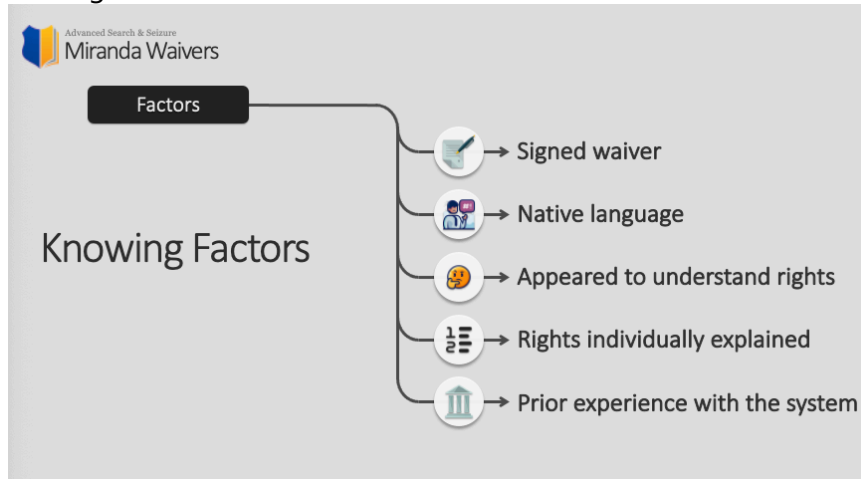 Advanced Search & Seizure
Miranda Waivers
Factors
Knowing Factors
Signed waiver
Native language
Appeared to understand rights
Rights individually explained
Prior experience with the system